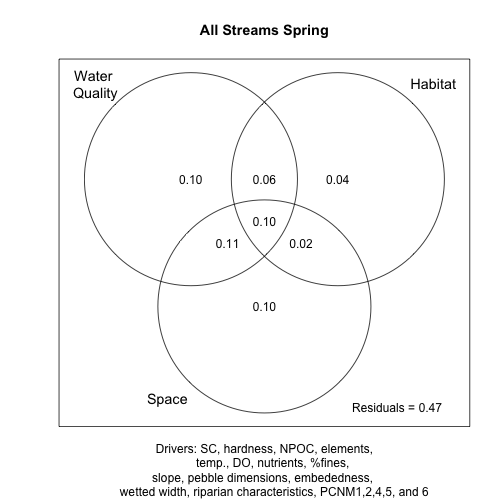 All Streams Spring
Water
Quality
Habitat
0.10
0.06
0.04
0.10
0.11
0.02
0.10
Space
Residuals = 0.47
Drivers: SC, hardness, NPOC, elements,
temp., DO, nutrients, %fines,
slope, pebble dimensions, embededness,
wetted width, riparian characteristics, PCNM1,2,4,5, and 6